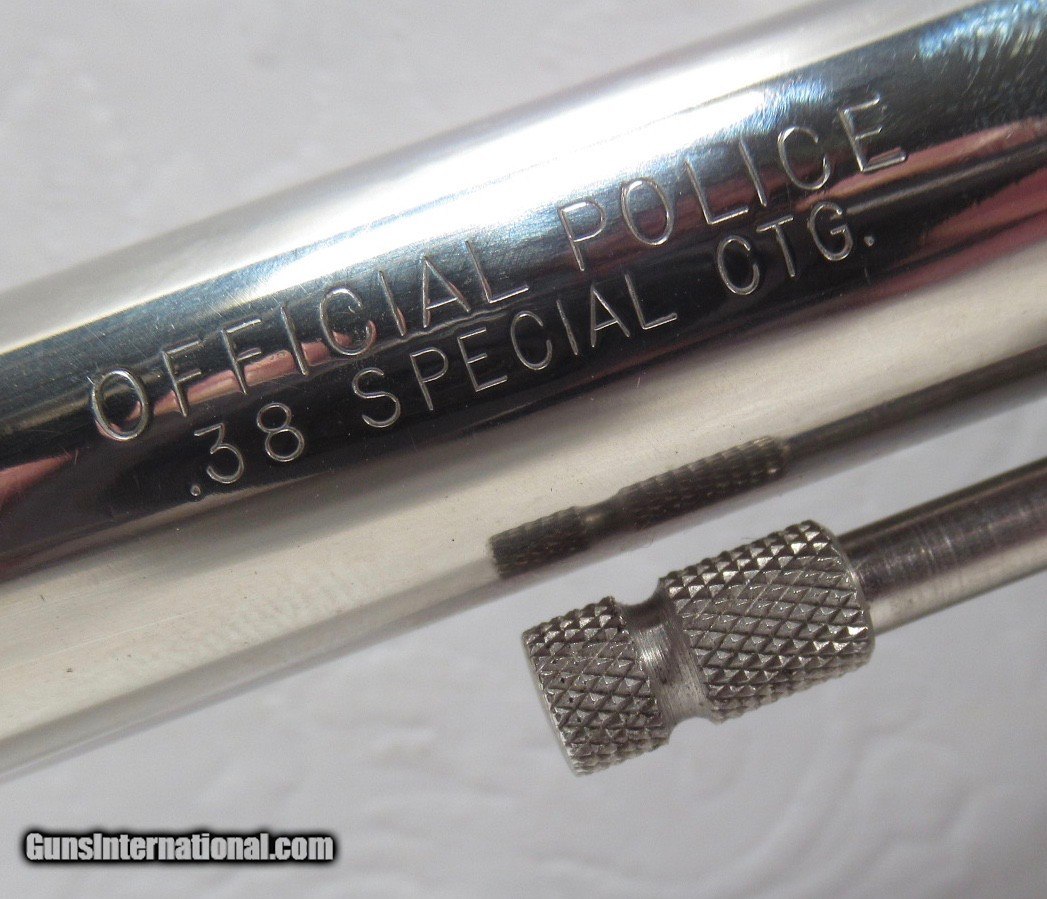 OFFICIAL POLICE
.38 SPECIAL CTG.
GunsInternational.com